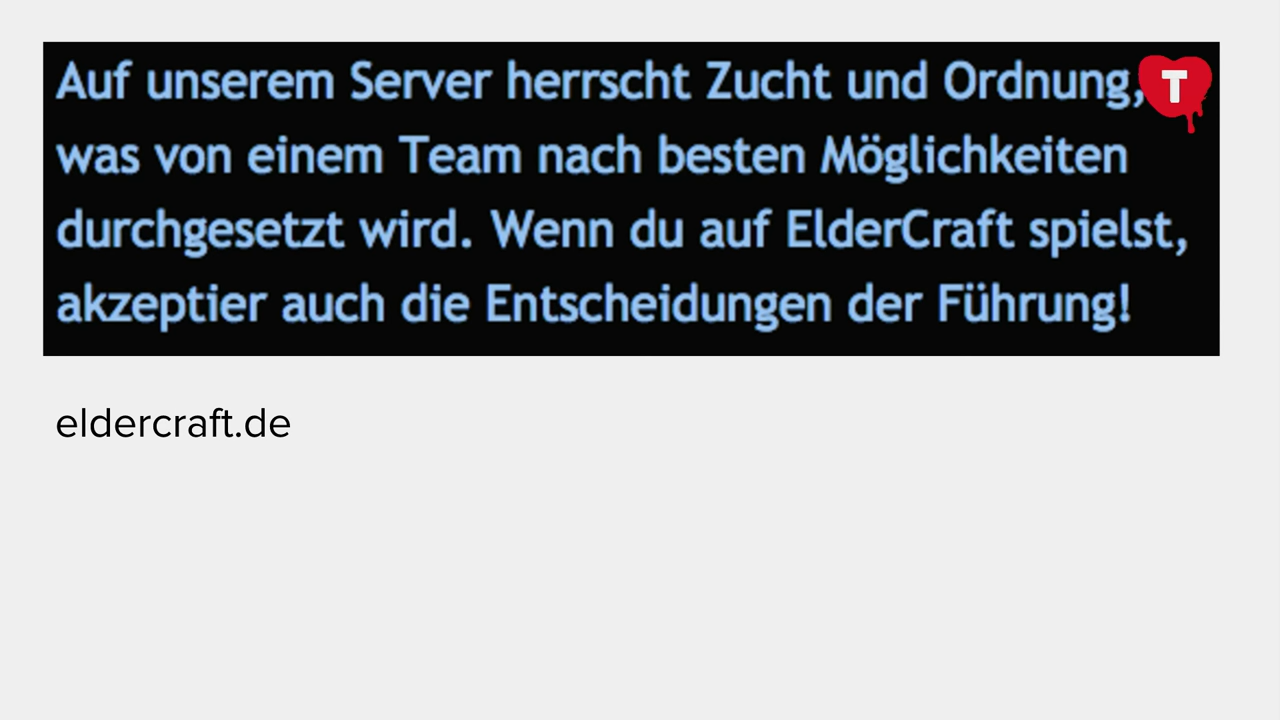 Auf unserem Server herrscht Zucht und Ordnung,
T
was von einem Team nach besten Möglichkeiten
durchgesetzt wird. Wenn du auf ElderCraft spielst,
akzeptier auch die Entscheidungen der Führung!
eldercraft.de